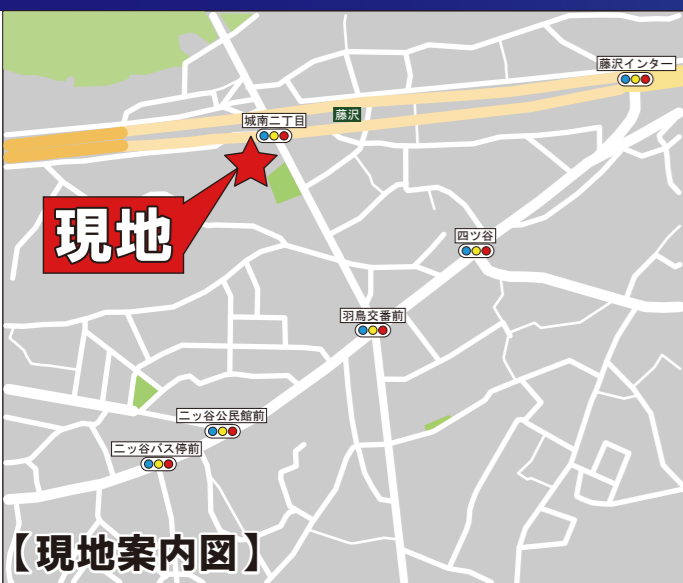 藤沢インター
藤沢
城南二丁目
現地
四ツ谷
羽鳥交番前
二ッ谷公民館前
二ッ谷バス停前
【現地案内図】